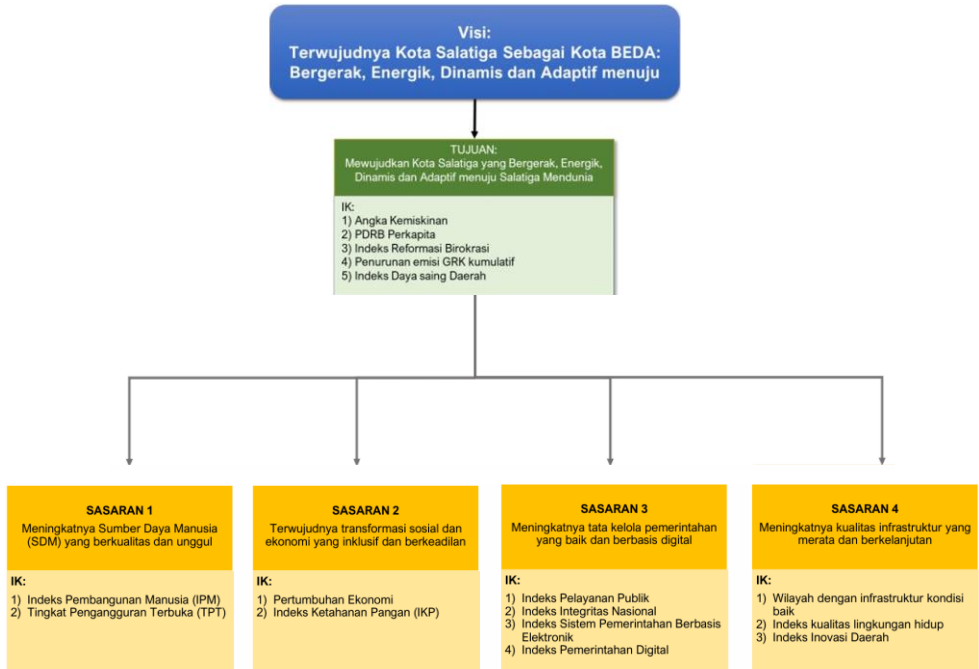 Visi:
Terwujudnya Kota Salatiga Sebagai Kota BEDA:
Bergerak, Energik, Dinamis dan Adaptif menuju
TUJUAN:
Mewujudkan Kota Salatiga yang Bergerak, Energik,
Dinamis dan Adaptif menuju Salatiga Mendunia
IK:
1) Angka Kemiskinan
2) PDRB Perkapita
3) Indeks Reformasi Birokrasi
4) Penurunan emisi GRK kumulatif
5) Indeks Daya saing Daerah
SASARAN 1
Meningkatnya Sumber Daya Manusia
(SDM) yang berkualitas dan unggul
IK:
1) Indeks Pembangunan Manusia (IPM)
2) Tingkat Pengangguran Terbuka (TPT)
SASARAN 2
Terwujudnya transformasi sosial dan
ekonomi yang inklusif dan berkeadilan
IK:
1) Pertumbuhan Ekonomi
2) Indeks Ketahanan Pangan (IKP)
SASARAN 3
Meningkatnya tata kelola pemerintahan
yang baik dan berbasis digital
IK:
1) Indeks Pelayanan Publik
2) Indeks Integritas Nasional
3) Indeks Sistem Pemerintahan Berbasis
Elektronik
4) Indeks Pemerintahan Digital
SASARAN 4
Meningkatnya kualitas infrastruktur yang
merata dan berkelanjutan
IK:
1) Wilayah dengan infrastruktur kondisi
baik
2) Indeks kualitas lingkungan hidup
3) Indeks Inovasi Daerah